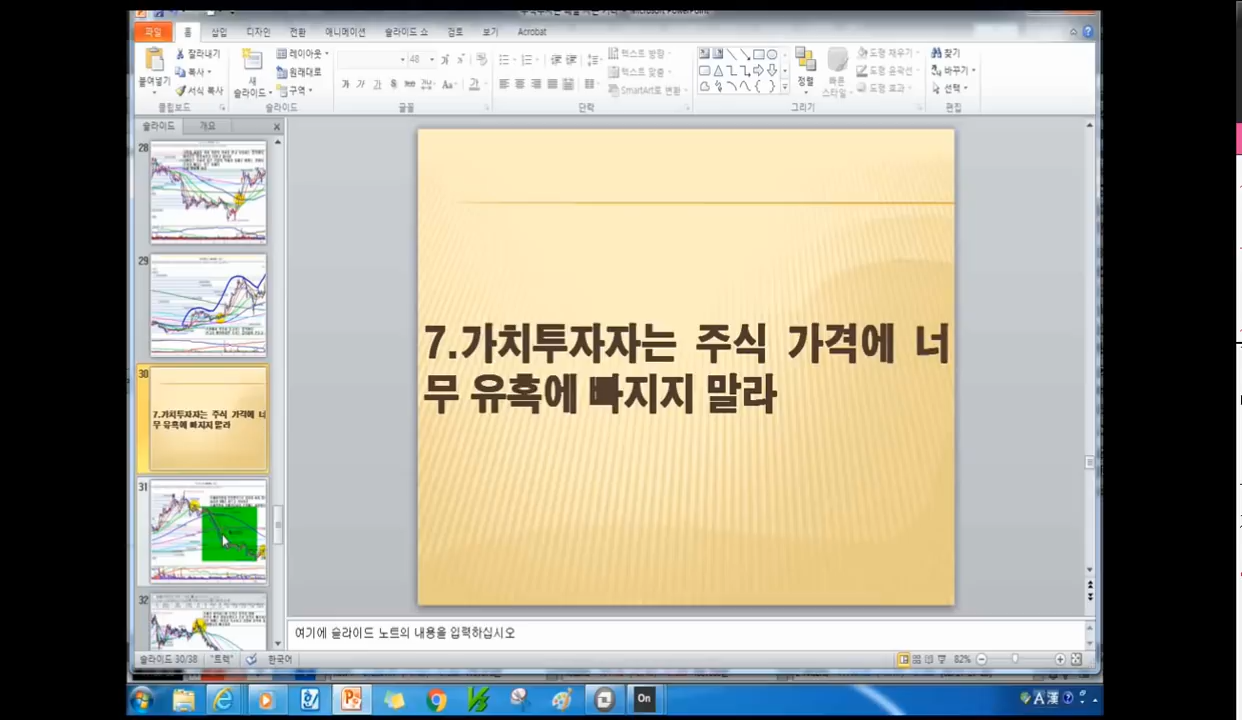 파일 홈 삽입 디자인 전환 애니메이션 슬라이드 쇼 검토 보기 Acrobat
잘라내기
복사
서식 복사
붙여넣기
새
슬라이드
레이아웃
원래대로
구역
48
텍스트 방향
텍스트 맞춤
SmartArt로 변환
정렬
빠른
스타일
도형 채우기
도형 윤곽선
도형 효과
찾기
바꾸기
선택
클립보드 슬라이드 글꼴 단락 그리기 편집
슬라이드 개요
28
29
30
7.가치투자자는 주식 가격에 너
무 유혹에 빠지지 말라
31
32
7.가치투자자는 주식 가격에 너
무 유혹에 빠지지 말라
여기에 슬라이드 노트의 내용을 입력하십시오
슬라이드 30/38 "트랙" 한국어 82%
On
A 漢